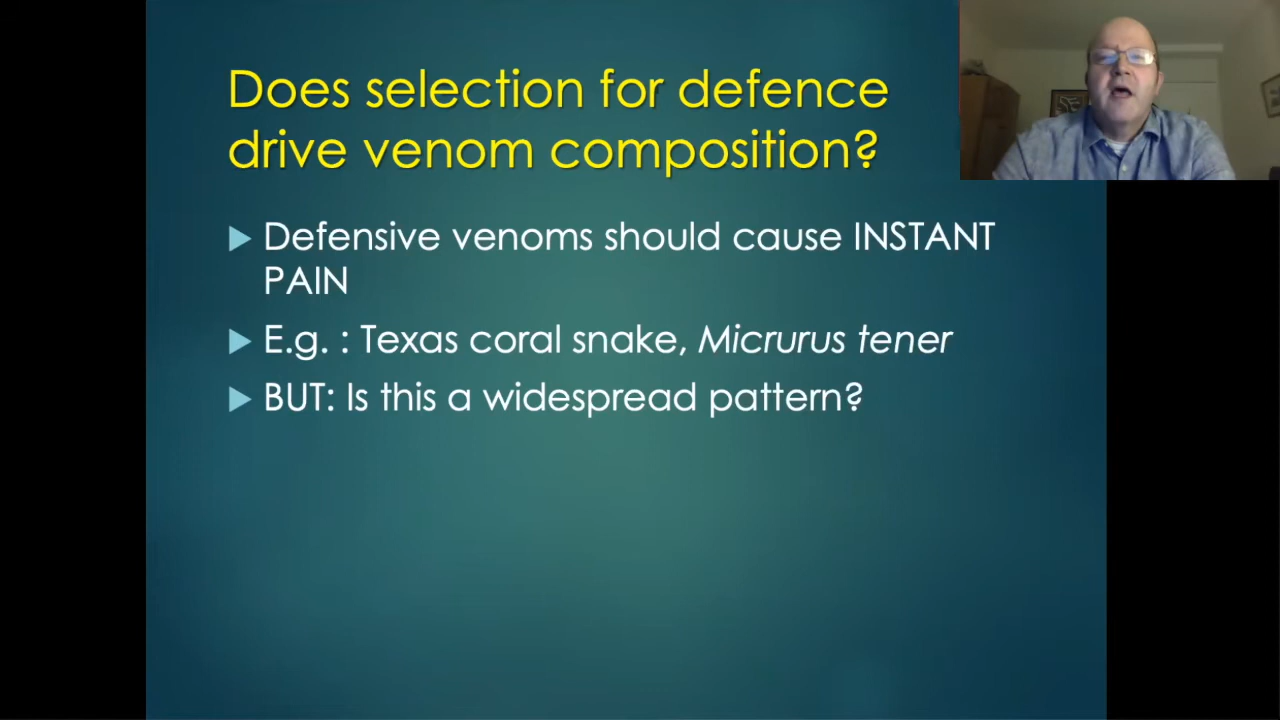 Does selection for defence
drive venom composition?
Defensive venoms should cause INSTANT
PAIN
E.g. : Texas coral snake, Micrurus tener
BUT: Is this a widespread pattern?